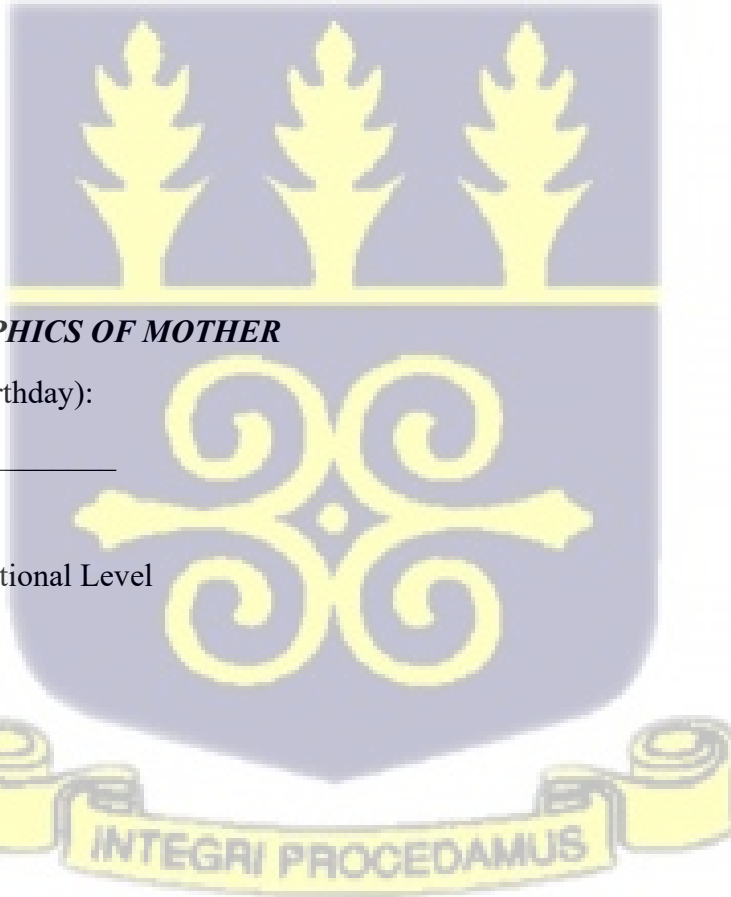 PHICS OF MOTHER
rthday):
tional Level
INTEGRI PROCEDAMUS